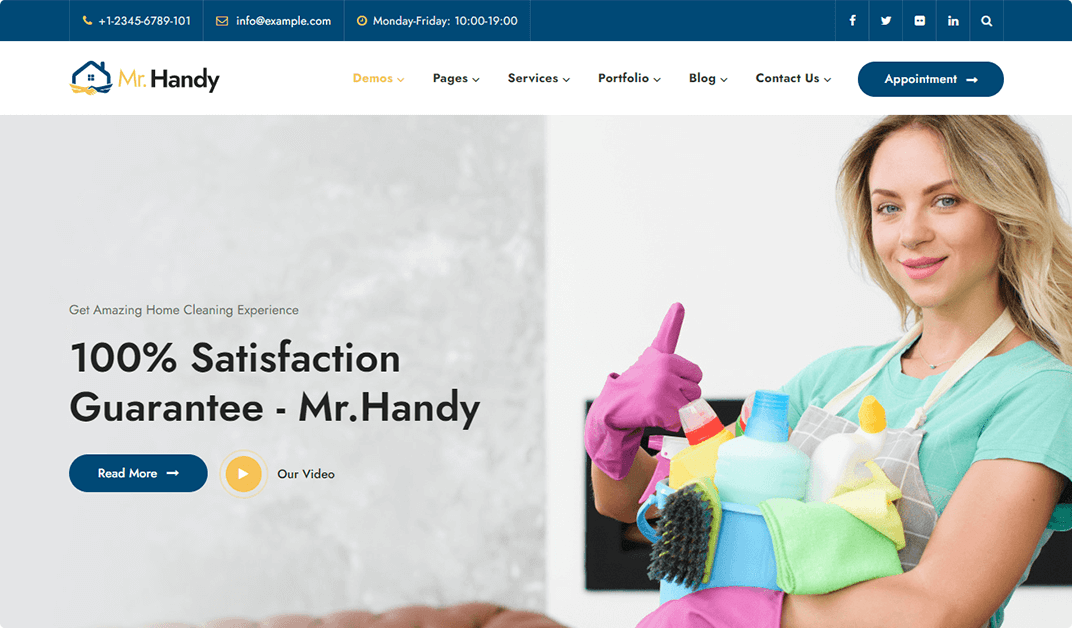 +1-2345-6789-101
info@example.com
Monday-Friday: 10:00-19:00
Mr. Handy
Demos
Pages
Services
Portfolio
Blog
Contact Us
Appointment
Get Amazing Home Cleaning Experience
100% Satisfaction
Guarantee - Mr.Handy
Read More
Our Video